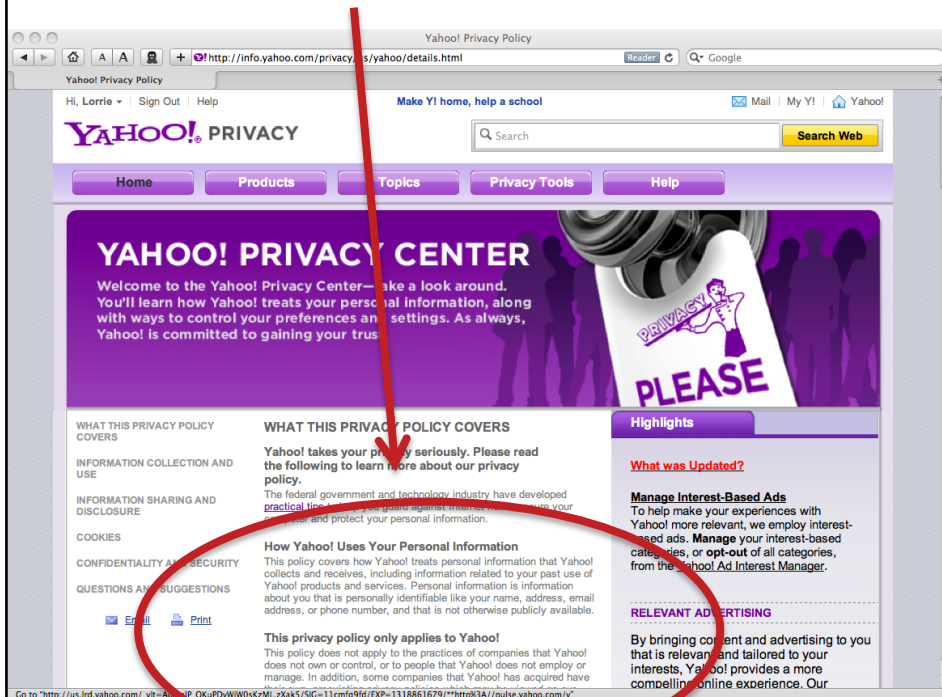 Yahoo! Privacy Policy
A A + Y!http://info.yahoo.com/privacy/us/yahoo/details.html Reader Google
Yahoo! Privacy Policy
Hi, Lorrie Sign Out Help Make Y! home, help a school Mail My Y! Yahoo!
YAHOO!® PRIVACY Search Search Web
Home Products Topics Privacy Tools Help
YAHOO! PRIVACY CENTER
Welcome to the Yahoo! Privacy Center—take a look around.
You'll learn how Yahoo! treats your personal information, along
with ways to control your preferences and settings. As always,
Yahoo! is committed to gaining your trust.
PRIVACY
PLEASE
WHAT THIS PRIVACY POLICY
COVERS
INFORMATION COLLECTION AND
USE
INFORMATION SHARING AND
DISCLOSURE
COOKIES
CONFIDENTIALITY AND SECURITY
QUESTIONS AND SUGGESTIONS
Email Print
WHAT THIS PRIVACY POLICY COVERS
Yahoo! takes your privacy seriously. Please read
the following to learn more about our privacy
policy.
The federal government and technology industry have developed
practical tips to help you guard against Internet fraud, secure your
computer and protect your personal information.
How Yahoo! Uses Your Personal Information
This policy covers how Yahoo! treats personal information that Yahoo!
collects and receives, including information related to your past use of
Yahoo! products and services. Personal information is information
about you that is personally identifiable like your name, address, email
address, or phone number, and that is not otherwise publicly available.
This privacy policy only applies to Yahoo!
This policy does not apply to the practices of companies that Yahoo!
does not own or control, or to people that Yahoo! does not employ or
manage. In addition, some companies that Yahoo! has acquired have
Highlights
What was Updated?
Manage Interest-Based Ads
To help make your experiences with
Yahoo! more relevant, we employ interest-
based ads. Manage your interest-based
categories, or opt-out of all categories,
from the Yahoo! Ad Interest Manager.
RELEVANT ADVERTISING
By bringing content and advertising to you
that is relevant and tailored to your
interests, Yahoo! provides a more
compelling online experience. Our